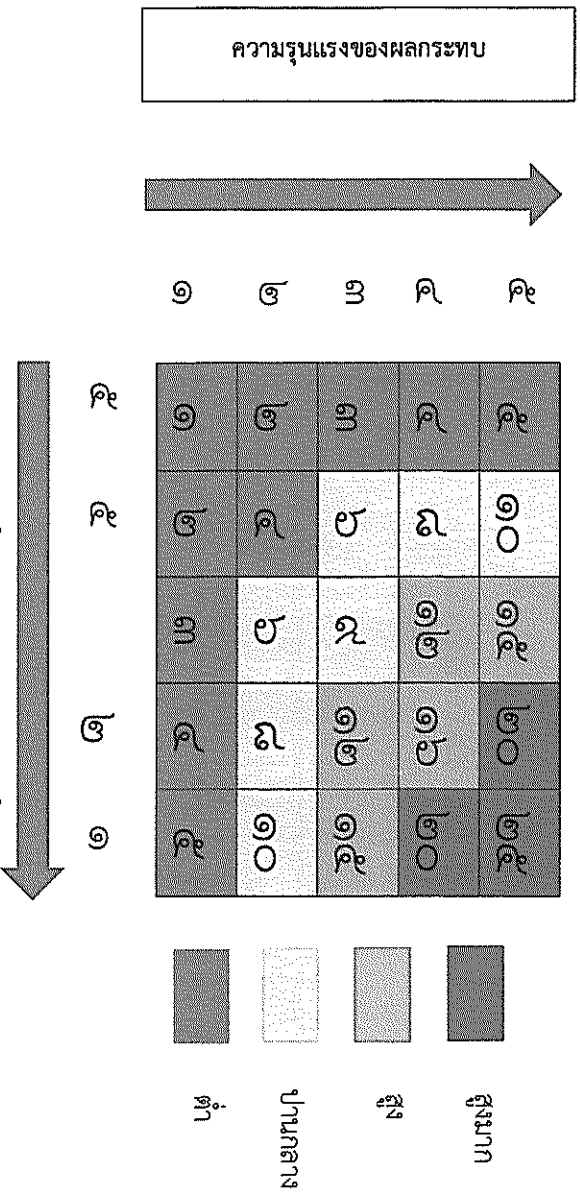 ความรุนแรงของผลกระทบ
๕ ๕ ๑๐ ๑๕ ๒๐ ๒๕
๔ ๔ ๘ ๑๒ ๑๖ ๒๐
๓ ๓ ๖ ๙ ๑๒ ๑๕
๒ ๒ ๔ ๖ ๘ ๑๐
๑ ๑ ๒ ๓ ๔ ๕
๕ ๕ ๒ ๑
สูงมาก
สูง
ปานกลาง
ต่ำ